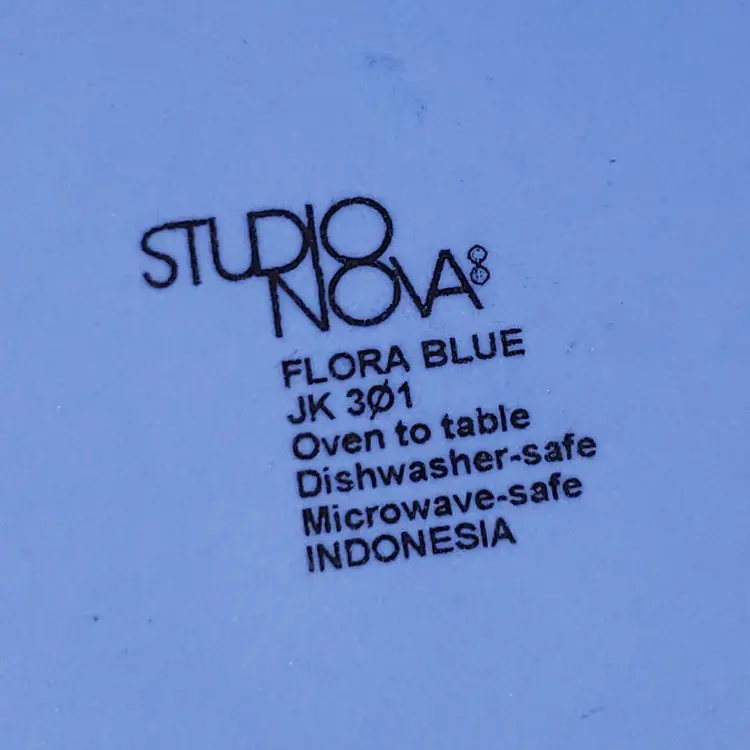 STUDIO
NOVA
FLORA BLUE
JK 3Ø1
Oven to table
Dishwasher-safe
Microwave-safe
INDONESIA